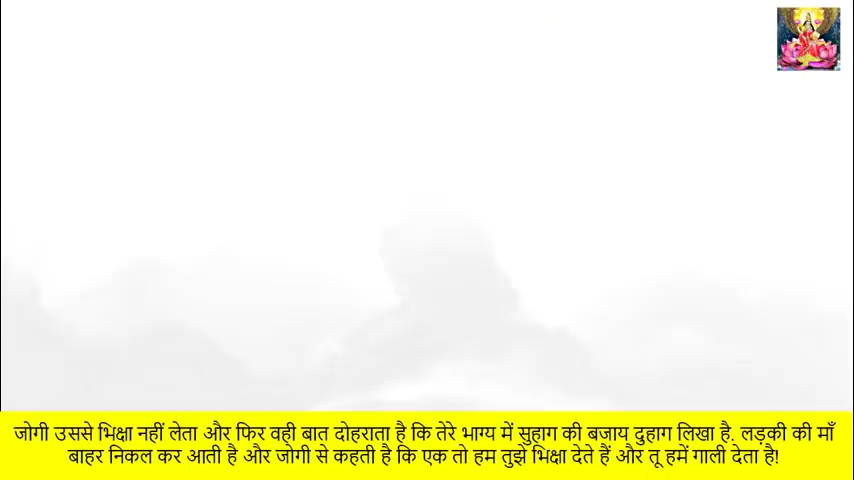 जोगी उससे भिक्षा नहीं लेता और फिर वही बात दोहराता है कि तेरे भाग्य में सुहाग की बजाय दुहाग लिखा है. लड़की की माँ
बाहर निकल कर आती है और जोगी से कहती है कि एक तो हम तुझे भिक्षा देते हैं और तू हमें गाली देता है!